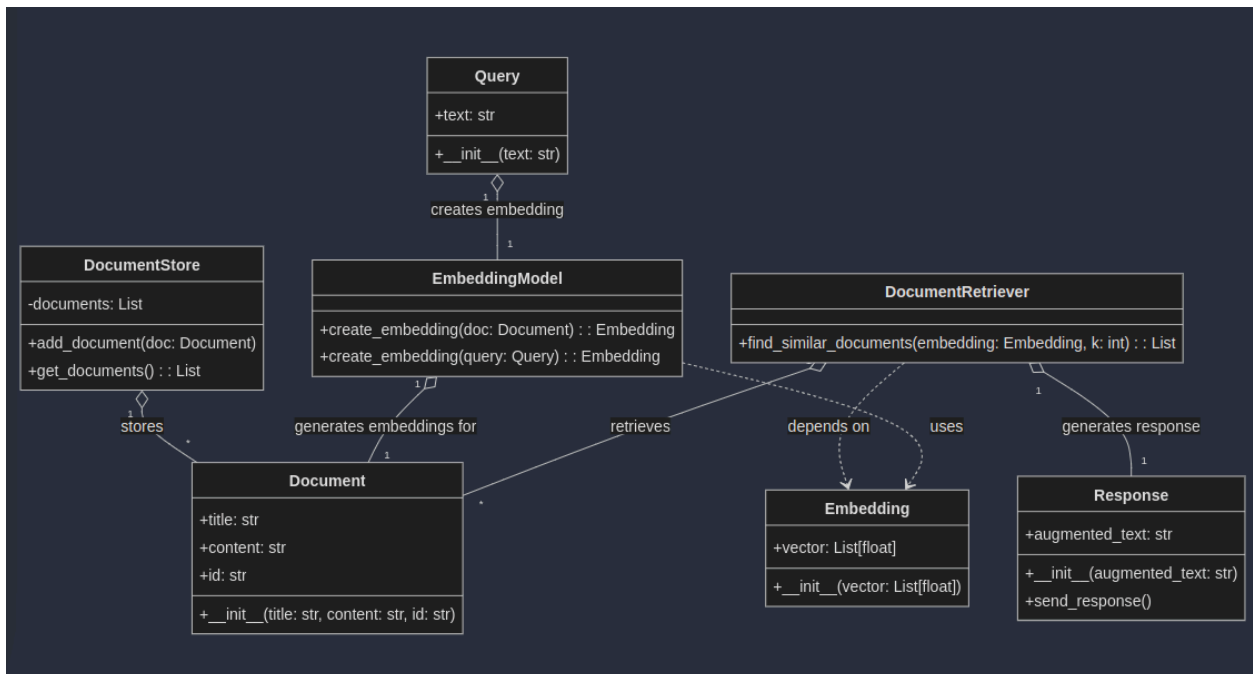 Query
+text: str
+__init__(text: str)
1
creates embedding
1
DocumentStore
-documents: List
+add_document(doc: Document)
+get_documents() : : List
EmbeddingModel
+create_embedding(doc: Document) : : Embedding
+create_embedding(query: Query) : : Embedding
DocumentRetriever
+find_similar_documents(embedding: Embedding, k: int) : : List
1
stores
*
1
generates embeddings for
1
retrieves
*
depends on
uses
1
generates response
1
Document
+title: str
+content: str
+id: str
+__init__(title: str, content: str, id: str)
Embedding
+vector: List[float]
+__init__(vector: List[float])
Response
+augmented_text: str
+__init__(augmented_text: str)
+send_response()